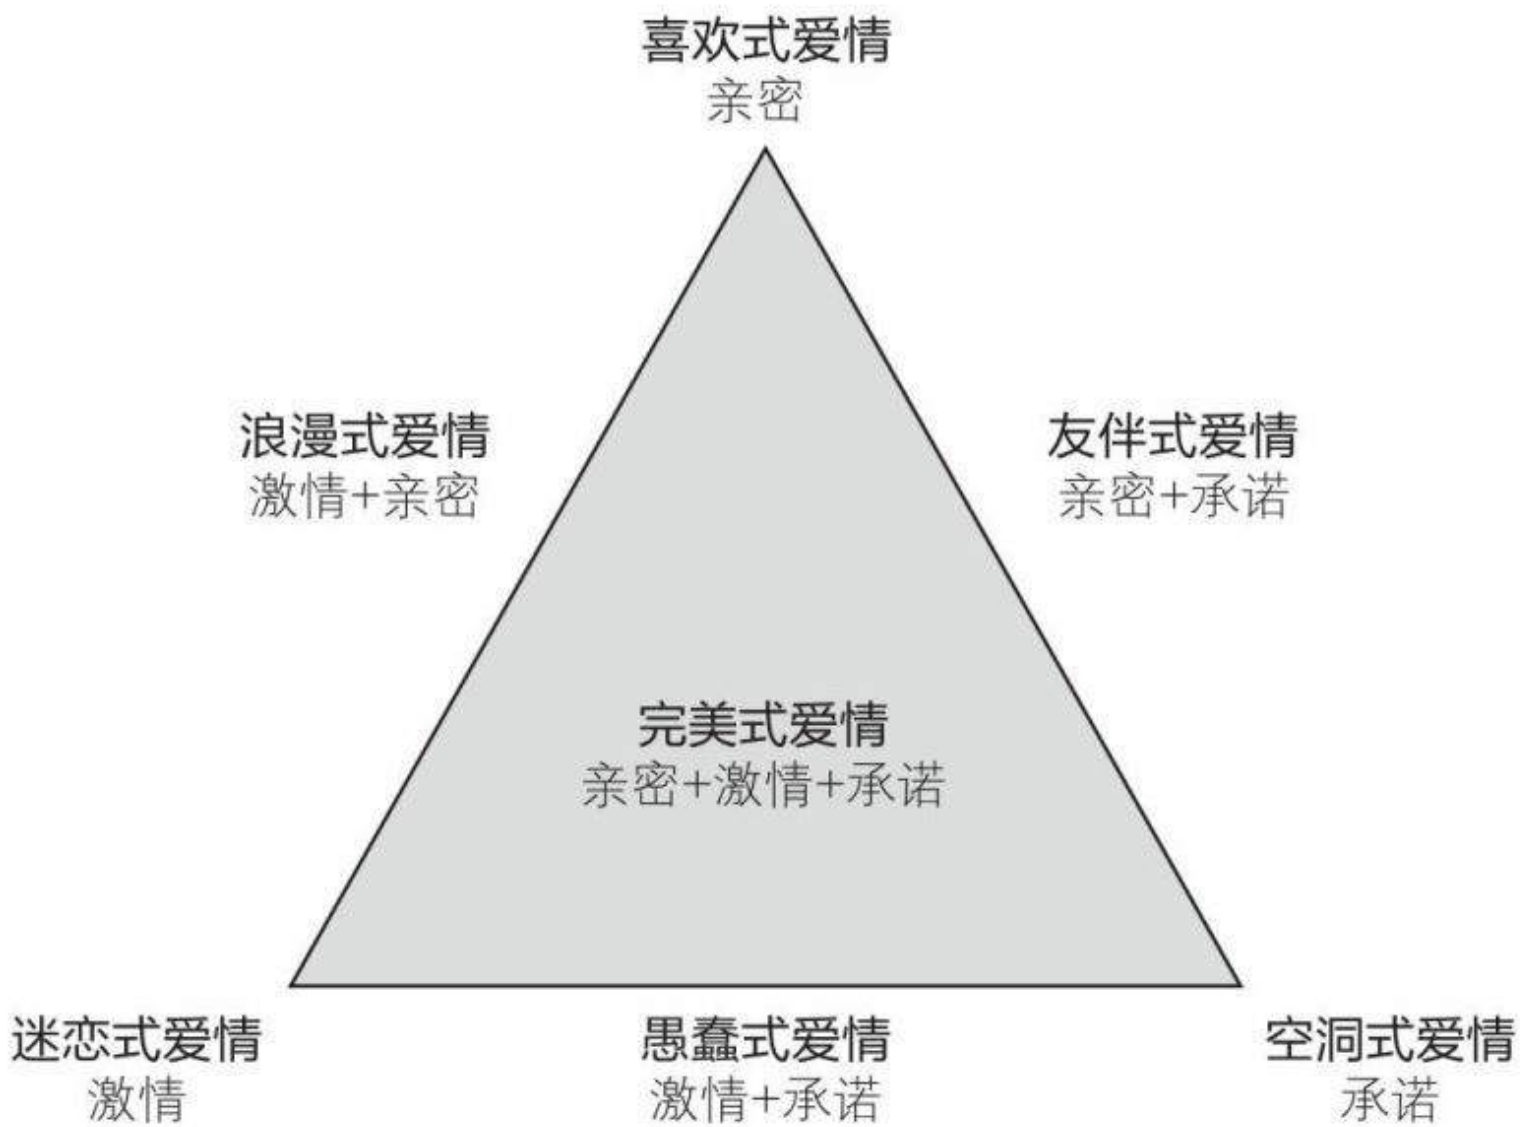 喜欢式爱情
亲密
浪漫式爱情
激情+亲密
友伴式爱情
亲密+承诺
完美式爱情
亲密+激情+承诺
迷恋式爱情
激情
愚蠢式爱情
激情+承诺
空洞式爱情
承诺